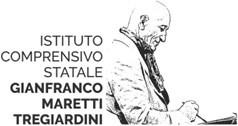 ISTITUTO
COMPRENSIVO
STATALE
GIANFRANCO
MARETTI
TREGIARDINI